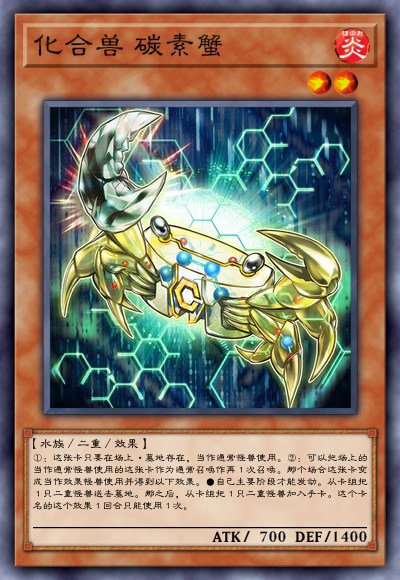 化合兽 碳素蟹
ほのお
炎
【水族／二重／效果】
①：这张卡只要在场上·墓地存在，当作通常怪兽使用。②：可以把场上的
当作通常怪兽使用的这张卡作为通常召唤作再1次召唤。那个场合这张卡变
成当作效果怪兽使用并得到以下效果。●自己主要阶段才能发动。从卡组把
1只二重怪兽送去墓地。那之后，从卡组把1只二重怪兽加入手卡。这个卡
名的这个效果1回合只能使用1次。
ATK/ 700 DEF/1400